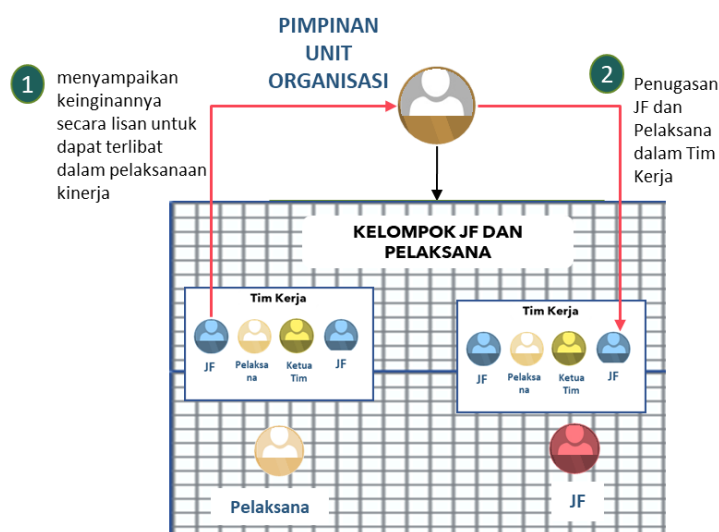 PIMPINAN
UNIT
ORGANISASI
1
menyampaikan
keinginannya
secara lisan untuk
dapat terlibat
dalam pelaksanaan
kinerja
2
Penugasan
JF dan
Pelaksana
dalam Tim
Kerja
KELOMPOK JF DAN
PELAKSANA
Tim Kerja
JF
Pelaksa
na
Ketua
Tim
JF
Tim Kerja
JF
Pelaksa
na
Ketua
Tim
JF
Pelaksana
JF